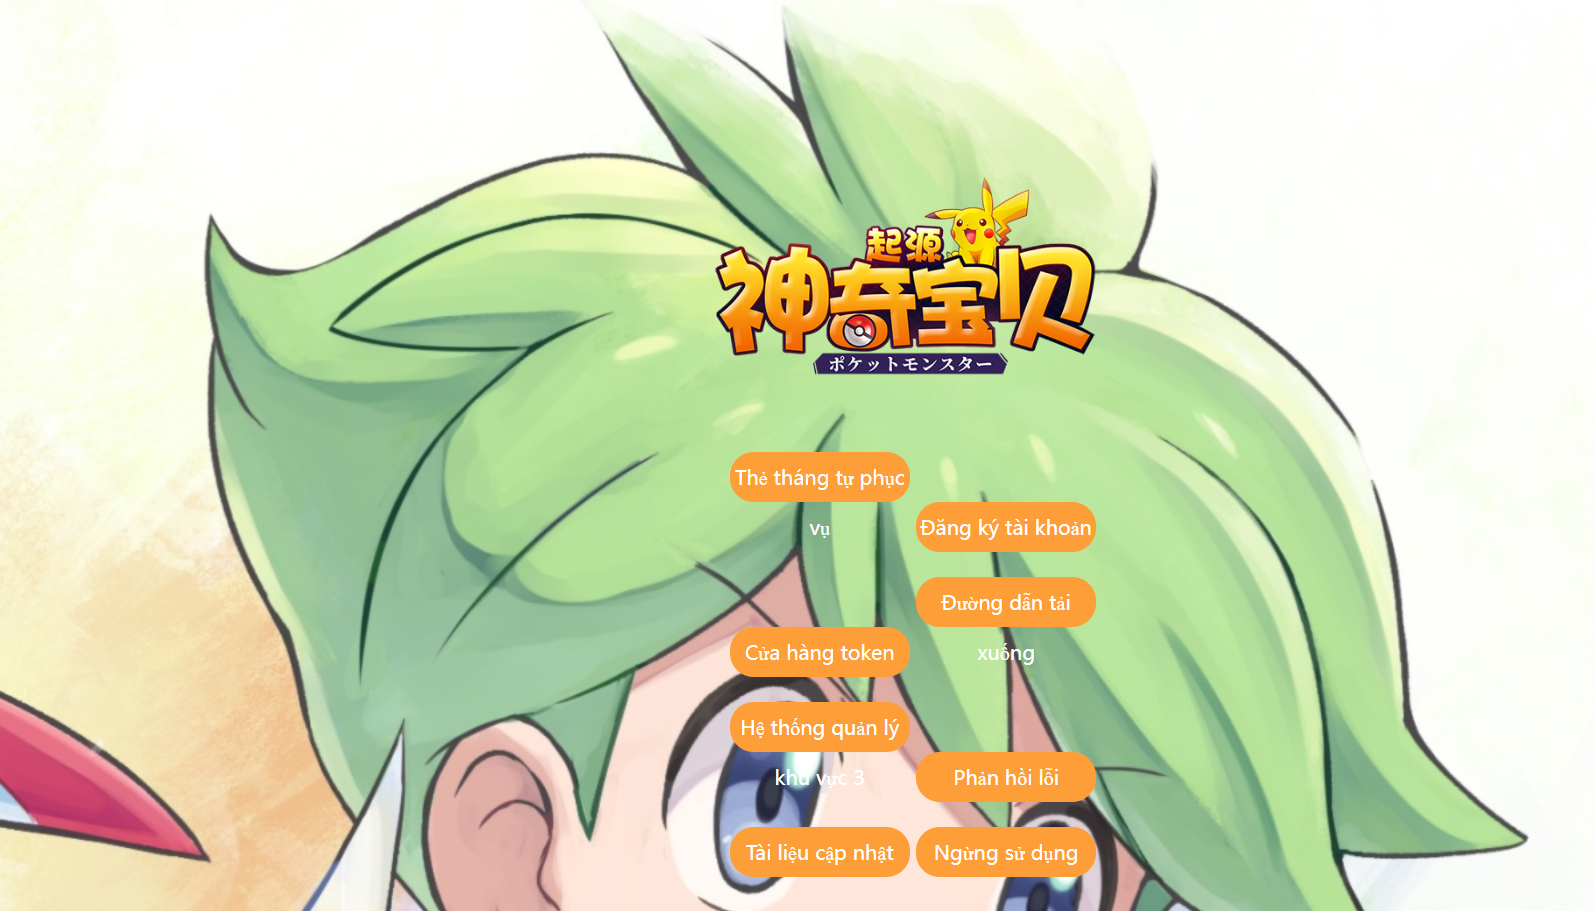 起源
神奇宝贝
ポケットモンスター
Thẻ tháng tự phục
vụ
Đăng ký tài khoản
Cửa hàng token
Đường dẫn tải
xuống
Hệ thống quản lý
khu vực 3
Phản hồi lỗi
Tài liệu cập nhật
Ngừng sử dụng